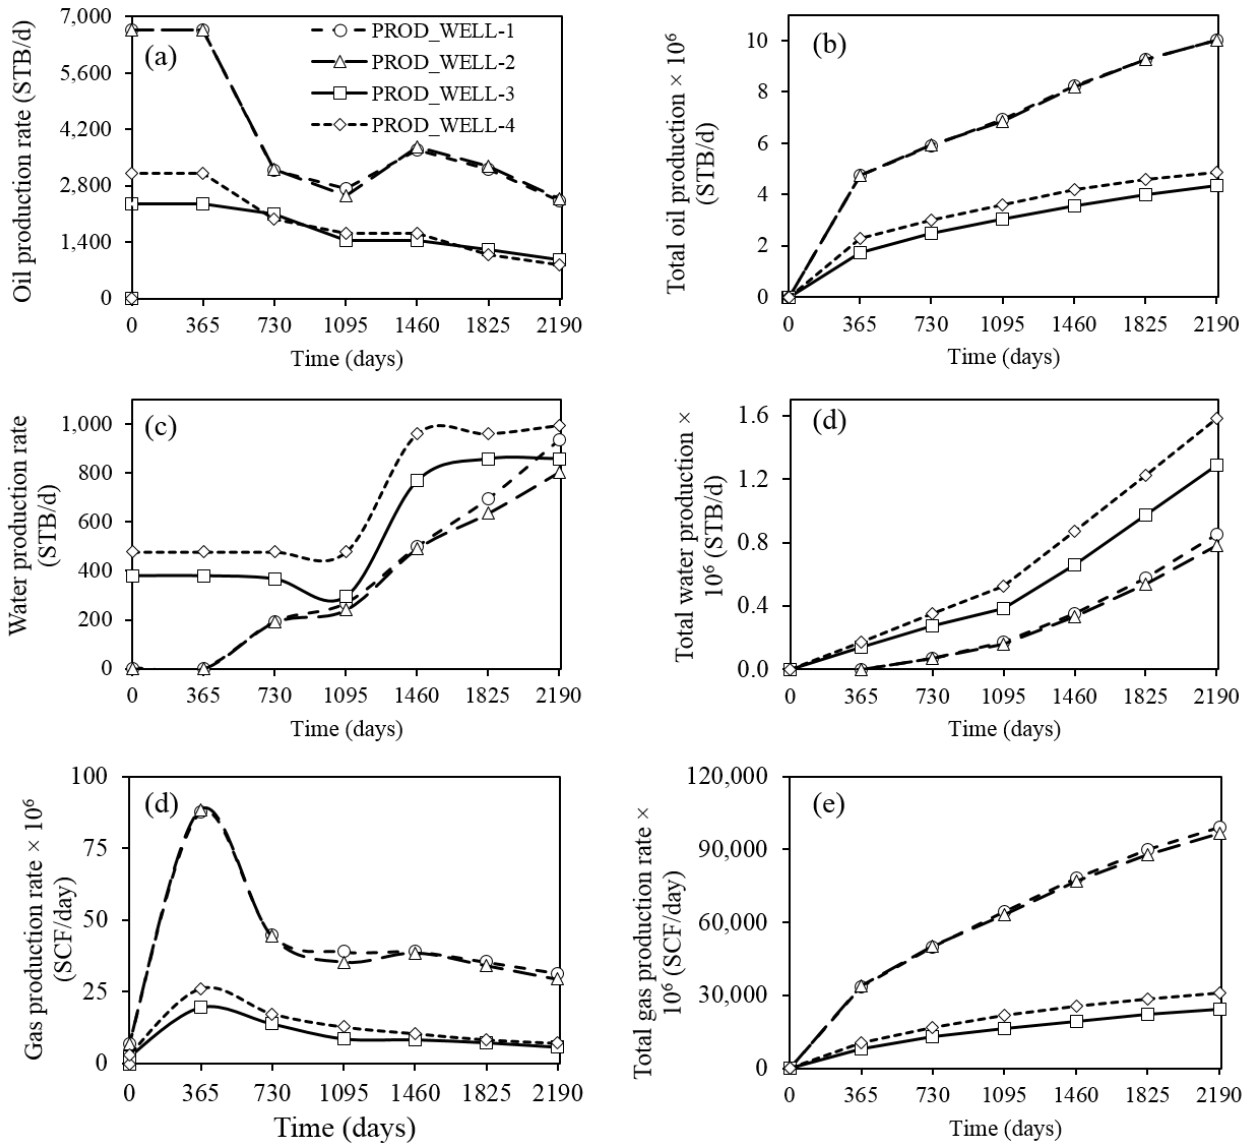 Oil production rate (STB/d)
7,000
5,600
4,200
2,800
1,400
0
(a)
PROD_WELL-1
PROD_WELL-2
PROD_WELL-3
PROD_WELL-4
0 365 730 1095 1460 1825 2190
Time (days)
Total oil production × 10⁶
(STB/d)
10
8
6
4
2
0
(b)
0 365 730 1095 1460 1825 2190
Time (days)
Water production rate
(STB/d)
1,000
800
600
400
200
0
(c)
0 365 730 1095 1460 1825 2190
Time (days)
Total water production ×
10⁶ (STB/d)
1.6
1.2
0.8
0.4
0.0
(d)
0 365 730 1095 1460 1825 2190
Time (days)
Gas production rate × 10⁶
(SCF/day)
100
75
50
25
0
(d)
0 365 730 1095 1460 1825 2190
Time (days)
Total gas production rate ×
10⁶ (SCF/day)
120,000
90,000
60,000
30,000
0
(e)
0 365 730 1095 1460 1825 2190
Time (days)